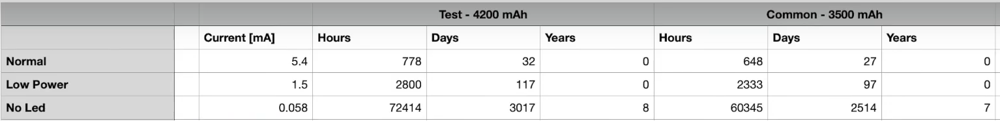 Test - 4200 mAh Common - 3500 mAh
Current [mA] Hours Days Years Hours Days Years
Normal 5.4 778 32 0 648 27 0
Low Power 1.5 2800 117 0 2333 97 0
No Led 0.058 72414 3017 8 60345 2514 7